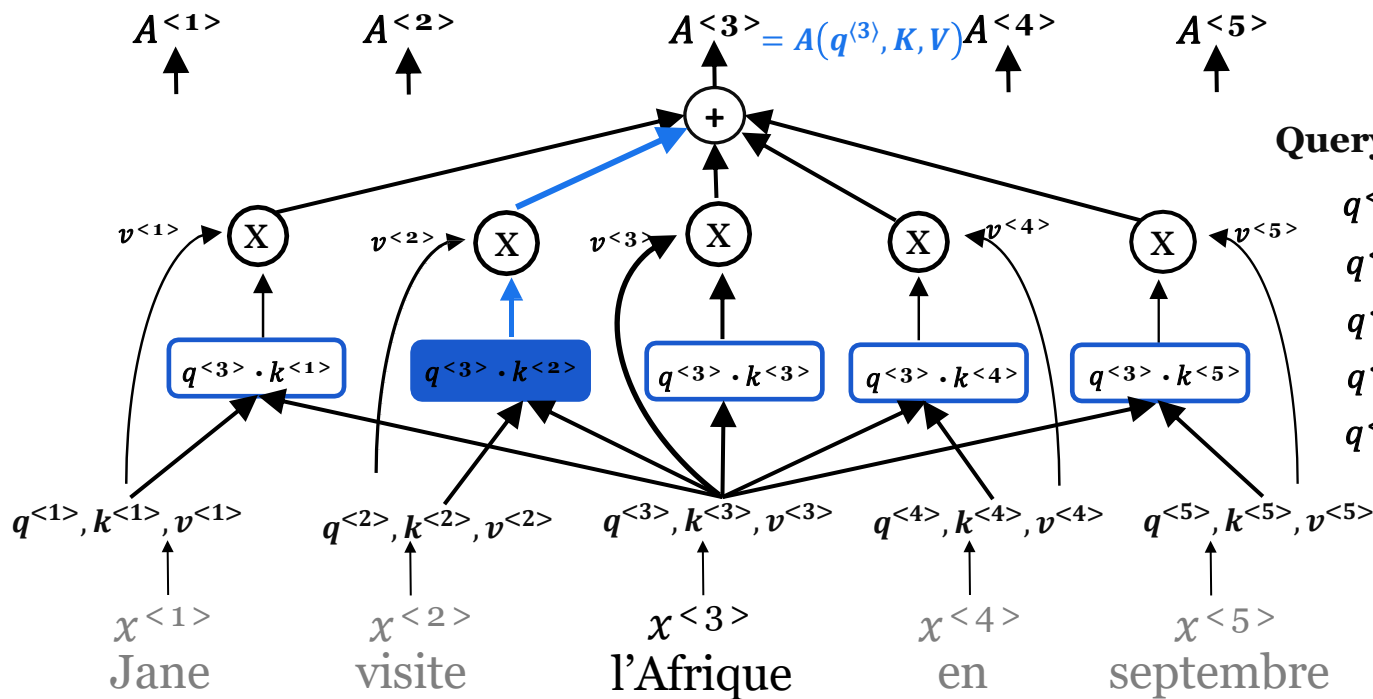 A^{<1>} A^{<2>} A^{<3>} = A(q^{⟨3⟩}, K, V) A^{<4>} A^{<5>}
+
Query
v^{<1>} X v^{<2>} X v^{<3>} X X v^{<4>} X v^{<5>}
q^{<3>} · k^{<1>} q^{<3>} · k^{<2>} q^{<3>} · k^{<3>} q^{<3>} · k^{<4>} q^{<3>} · k^{<5>}
q^{<1>}, k^{<1>}, v^{<1>} q^{<2>}, k^{<2>}, v^{<2>} q^{<3>}, k^{<3>}, v^{<3>} q^{<4>}, k^{<4>}, v^{<4>} q^{<5>}, k^{<5>}, v^{<5>}
x^{<1>} x^{<2>} x^{<3>} x^{<4>} x^{<5>}
Jane visite l’Afrique en septembre